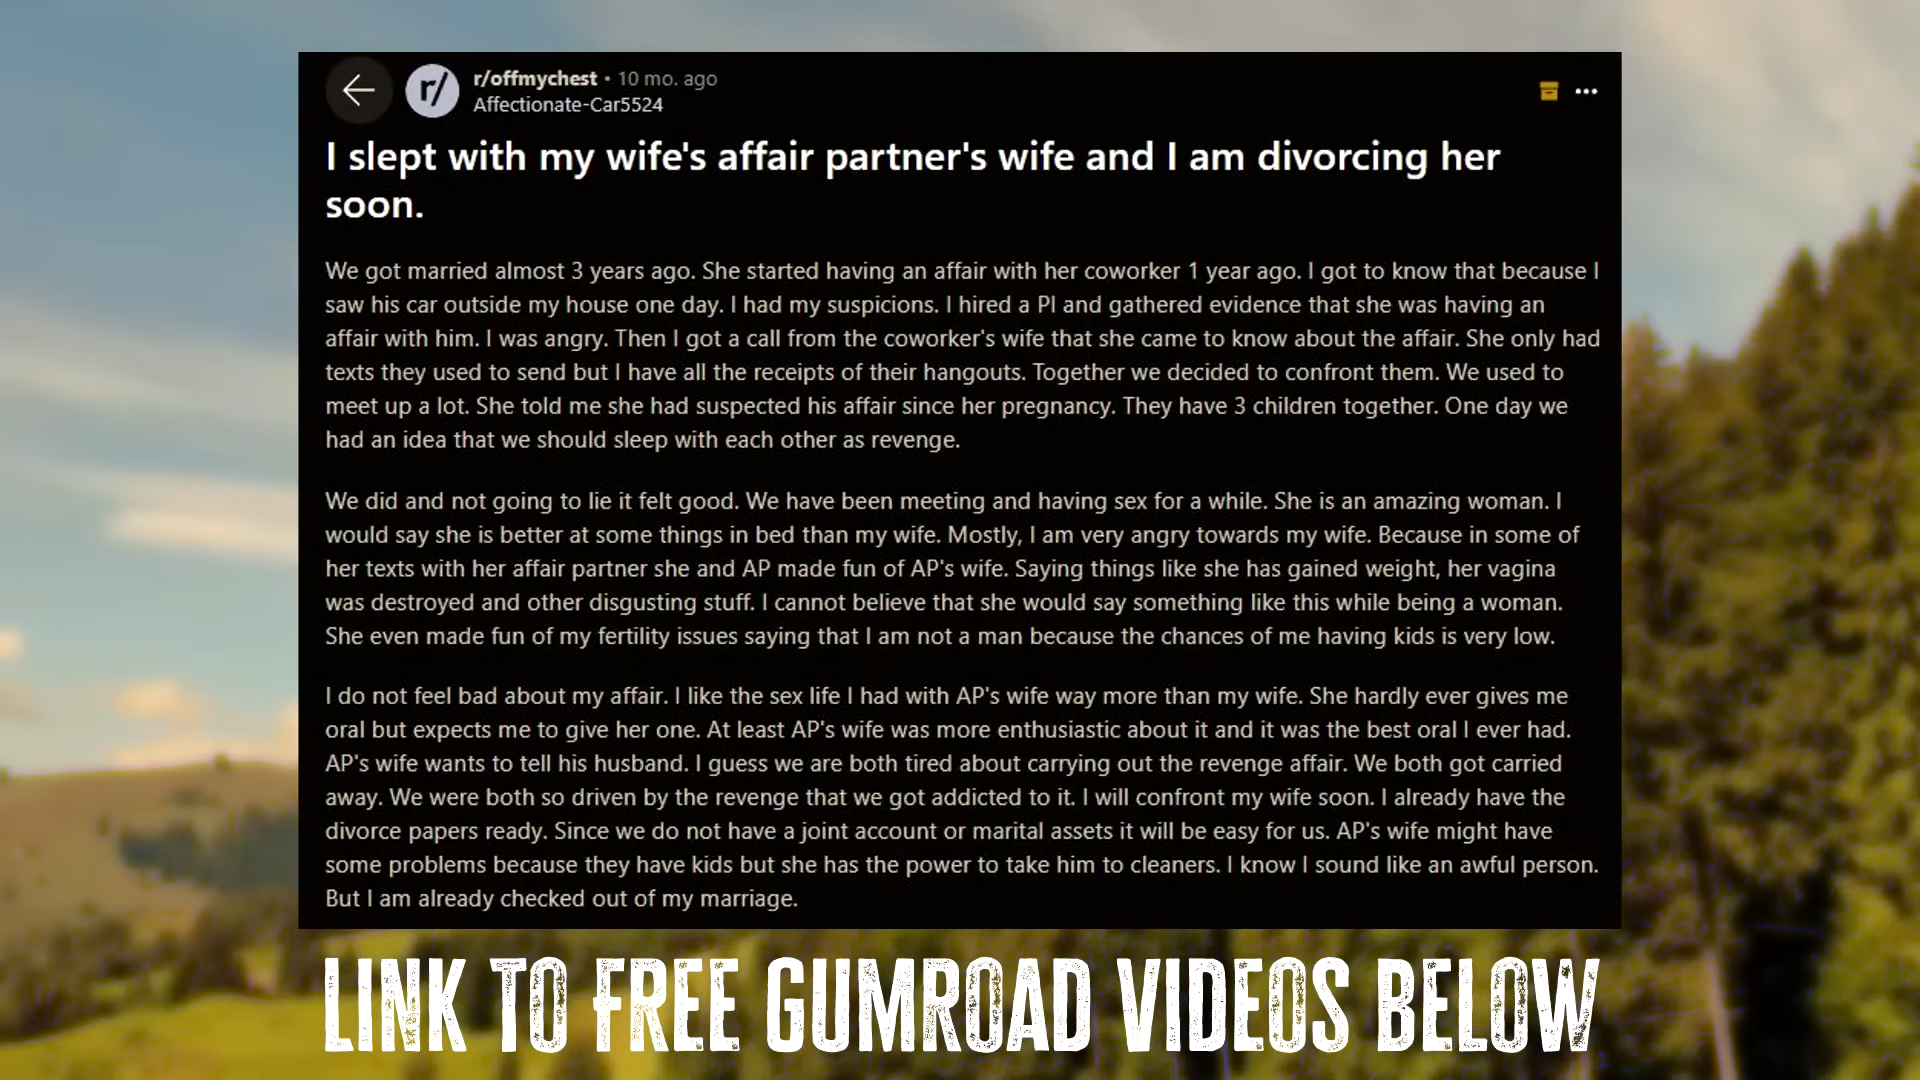 r/offmychest • 10 mo. ago
r/
Affectionate-Car5524
I slept with my wife's affair partner's wife and I am divorcing her
soon.
We got married almost 3 years ago. She started having an affair with her coworker 1 year ago. I got to know that because I
saw his car outside my house one day. I had my suspicions. I hired a PI and gathered evidence that she was having an
affair with him. I was angry. Then I got a call from the coworker's wife that she came to know about the affair. She only had
texts they used to send but I have all the receipts of their hangouts. Together we decided to confront them. We used to
meet up a lot. She told me she had suspected his affair since her pregnancy. They have 3 children together. One day we
had an idea that we should sleep with each other as revenge.
We did and not going to lie it felt good. We have been meeting and having sex for a while. She is an amazing woman. I
would say she is better at some things in bed than my wife. Mostly, I am very angry towards my wife. Because in some of
her texts with her affair partner she and AP made fun of AP's wife. Saying things like she has gained weight, her vagina
was destroyed and other disgusting stuff. I cannot believe that she would say something like this while being a woman.
She even made fun of my fertility issues saying that I am not a man because the chances of me having kids is very low.
I do not feel bad about my affair. I like the sex life I had with AP's wife way more than my wife. She hardly ever gives me
oral but expects me to give her one. At least AP's wife was more enthusiastic about it and it was the best oral I ever had.
AP's wife wants to tell his husband. I guess we are both tired about carrying out the revenge affair. We both got carried
away. We were both so driven by the revenge that we got addicted to it. I will confront my wife soon. I already have the
divorce papers ready. Since we do not have a joint account or marital assets it will be easy for us. AP's wife might have
some problems because they have kids but she has the power to take him to cleaners. I know I sound like an awful person.
But I am already checked out of my marriage.
LINK TO FREE GUMROAD VIDEOS BELOW